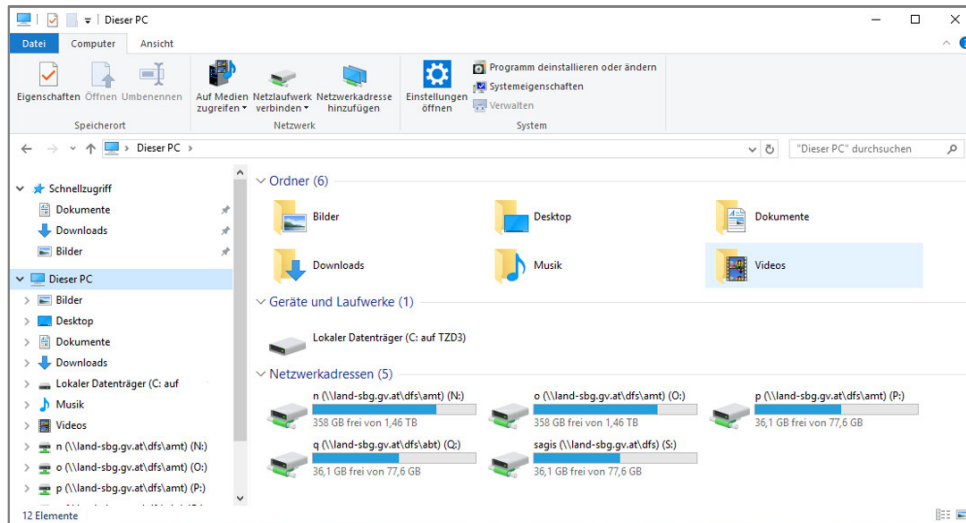 Dieser PC
Datei Computer Ansicht
Eigenschaften Öffnen Umbenennen
Auf Medien zugreifen
Netzlaufwerk verbinden
Netzwerkadresse hinzufügen
Einstellungen öffnen
Programm deinstallieren oder ändern
Systemeigenschaften
Verwalten
Speicherort Netzwerk System
Dieser PC
"Dieser PC" durchsuchen
Schnellzugriff
Dokumente
Downloads
Bilder
Dieser PC
Bilder
Desktop
Dokumente
Downloads
Lokaler Datenträger (C: auf
Musik
Videos
n (\\land-sbg.gv.at\dfs\amt) (N:)
o (\\land-sbg.gv.at\dfs\amt) (O:)
p (\\land-sbg.gv.at\dfs\amt) (P:)
Ordner (6)
Bilder Desktop Dokumente
Downloads Musik Videos
Geräte und Laufwerke (1)
Lokaler Datenträger (C: auf TZD3)
Netzwerkadressen (5)
n (\\land-sbg.gv.at\dfs\amt) (N:)
358 GB frei von 1,46 TB
o (\\land-sbg.gv.at\dfs\amt) (O:)
358 GB frei von 1,46 TB
p (\\land-sbg.gv.at\dfs\amt) (P:)
36,1 GB frei von 77,6 GB
q (\\land-sbg.gv.at\dfs\abt) (Q:)
36,1 GB frei von 77,6 GB
sagis (\\land-sbg.gv.at\dfs) (S:)
36,1 GB frei von 77,6 GB
12 Elemente